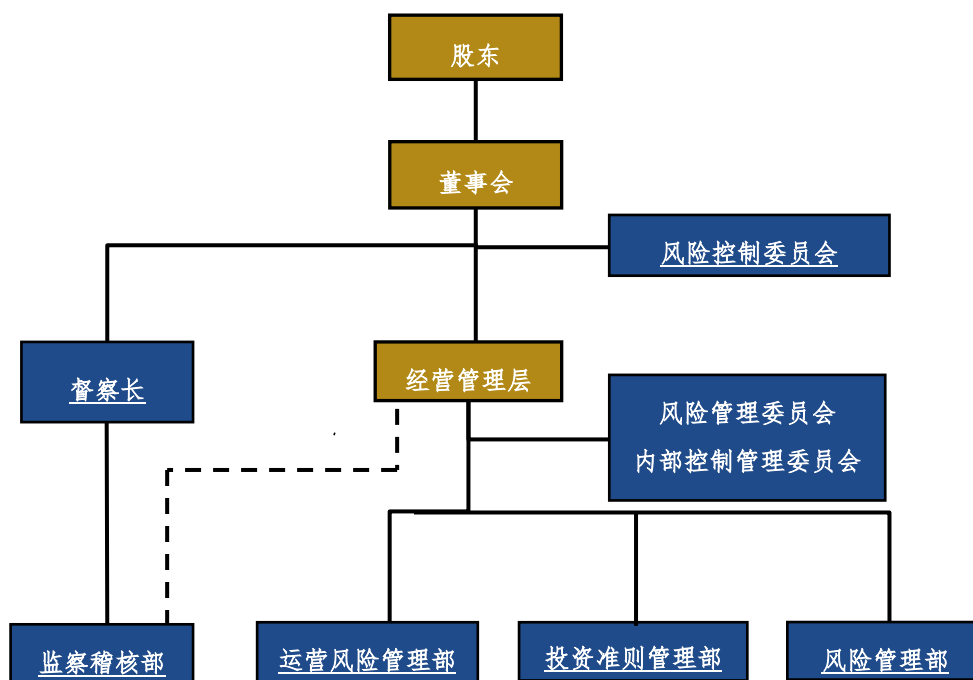 股东
董事会
风险控制委员会
督察长
经营管理层
风险管理委员会
内部控制管理委员会
监察稽核部
运营风险管理部
投资准则管理部
风险管理部